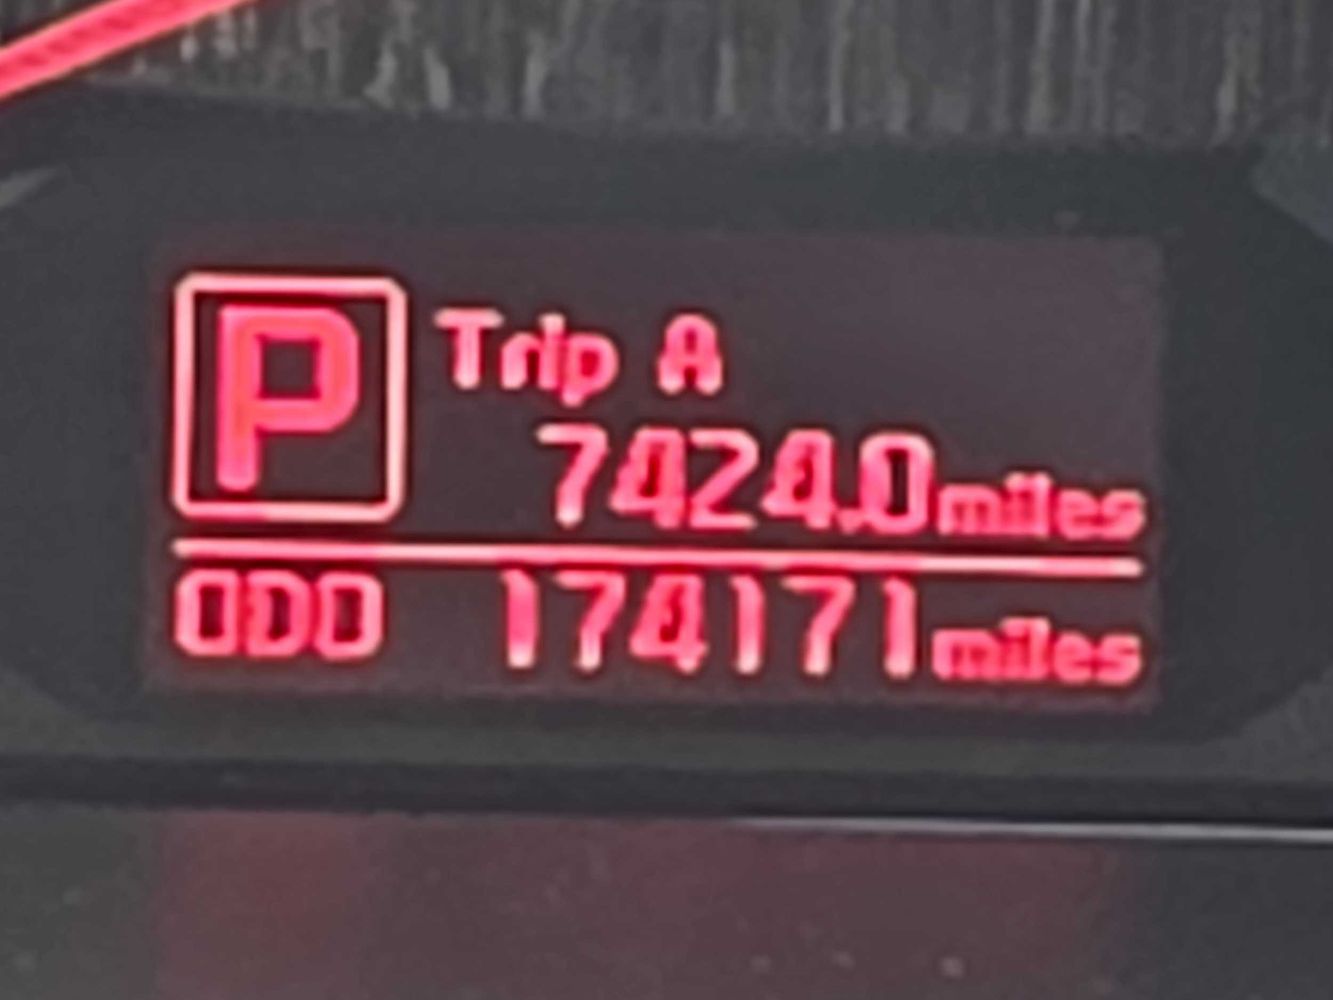 P
Trip A
7424.0miles
ODO 174171miles